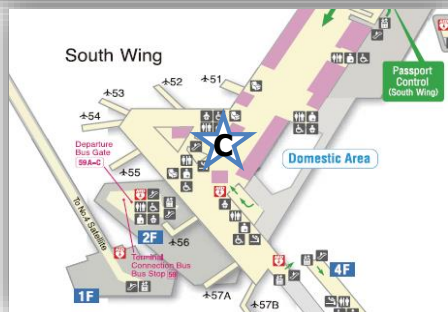 South Wing
51
52
53
54
Passport
Control
(South Wing)
C
Departure
Bus Gate
59A-C
Domestic Area
55
To No.4 Satellite
2F
56
Terminal
Connection Bus
Bus Stop 59
4F
1F
57A
57B